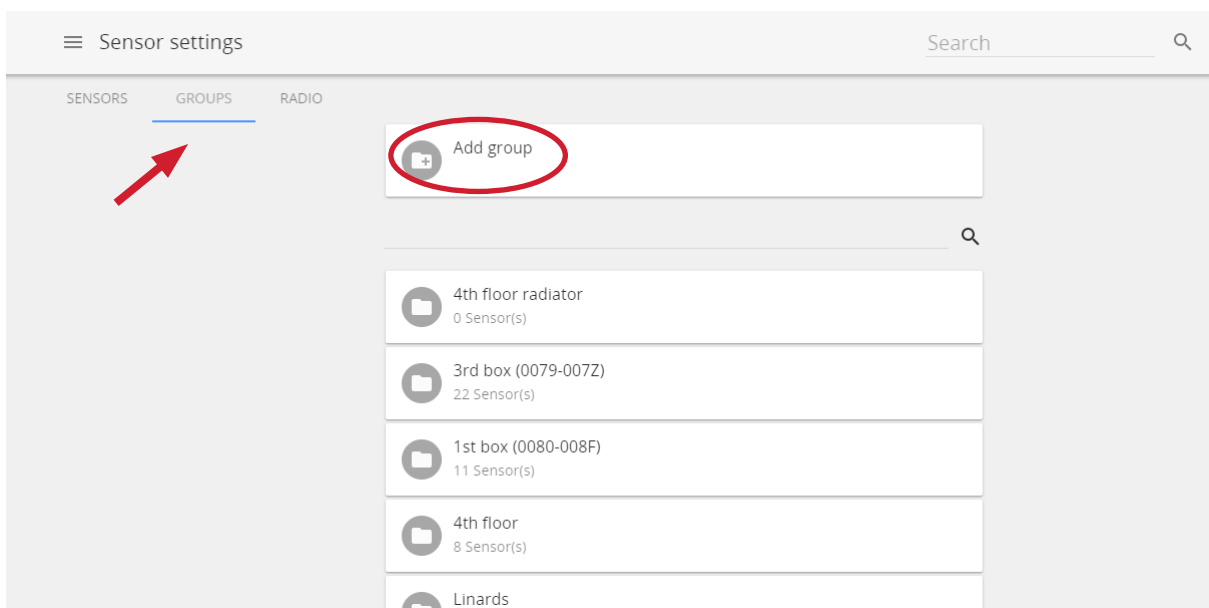 Sensor settings
Search
SENSORS GROUPS RADIO
Add group
4th floor radiator
0 Sensor(s)
3rd box (0079-007Z)
22 Sensor(s)
1st box (0080-008F)
11 Sensor(s)
4th floor
8 Sensor(s)
Linards